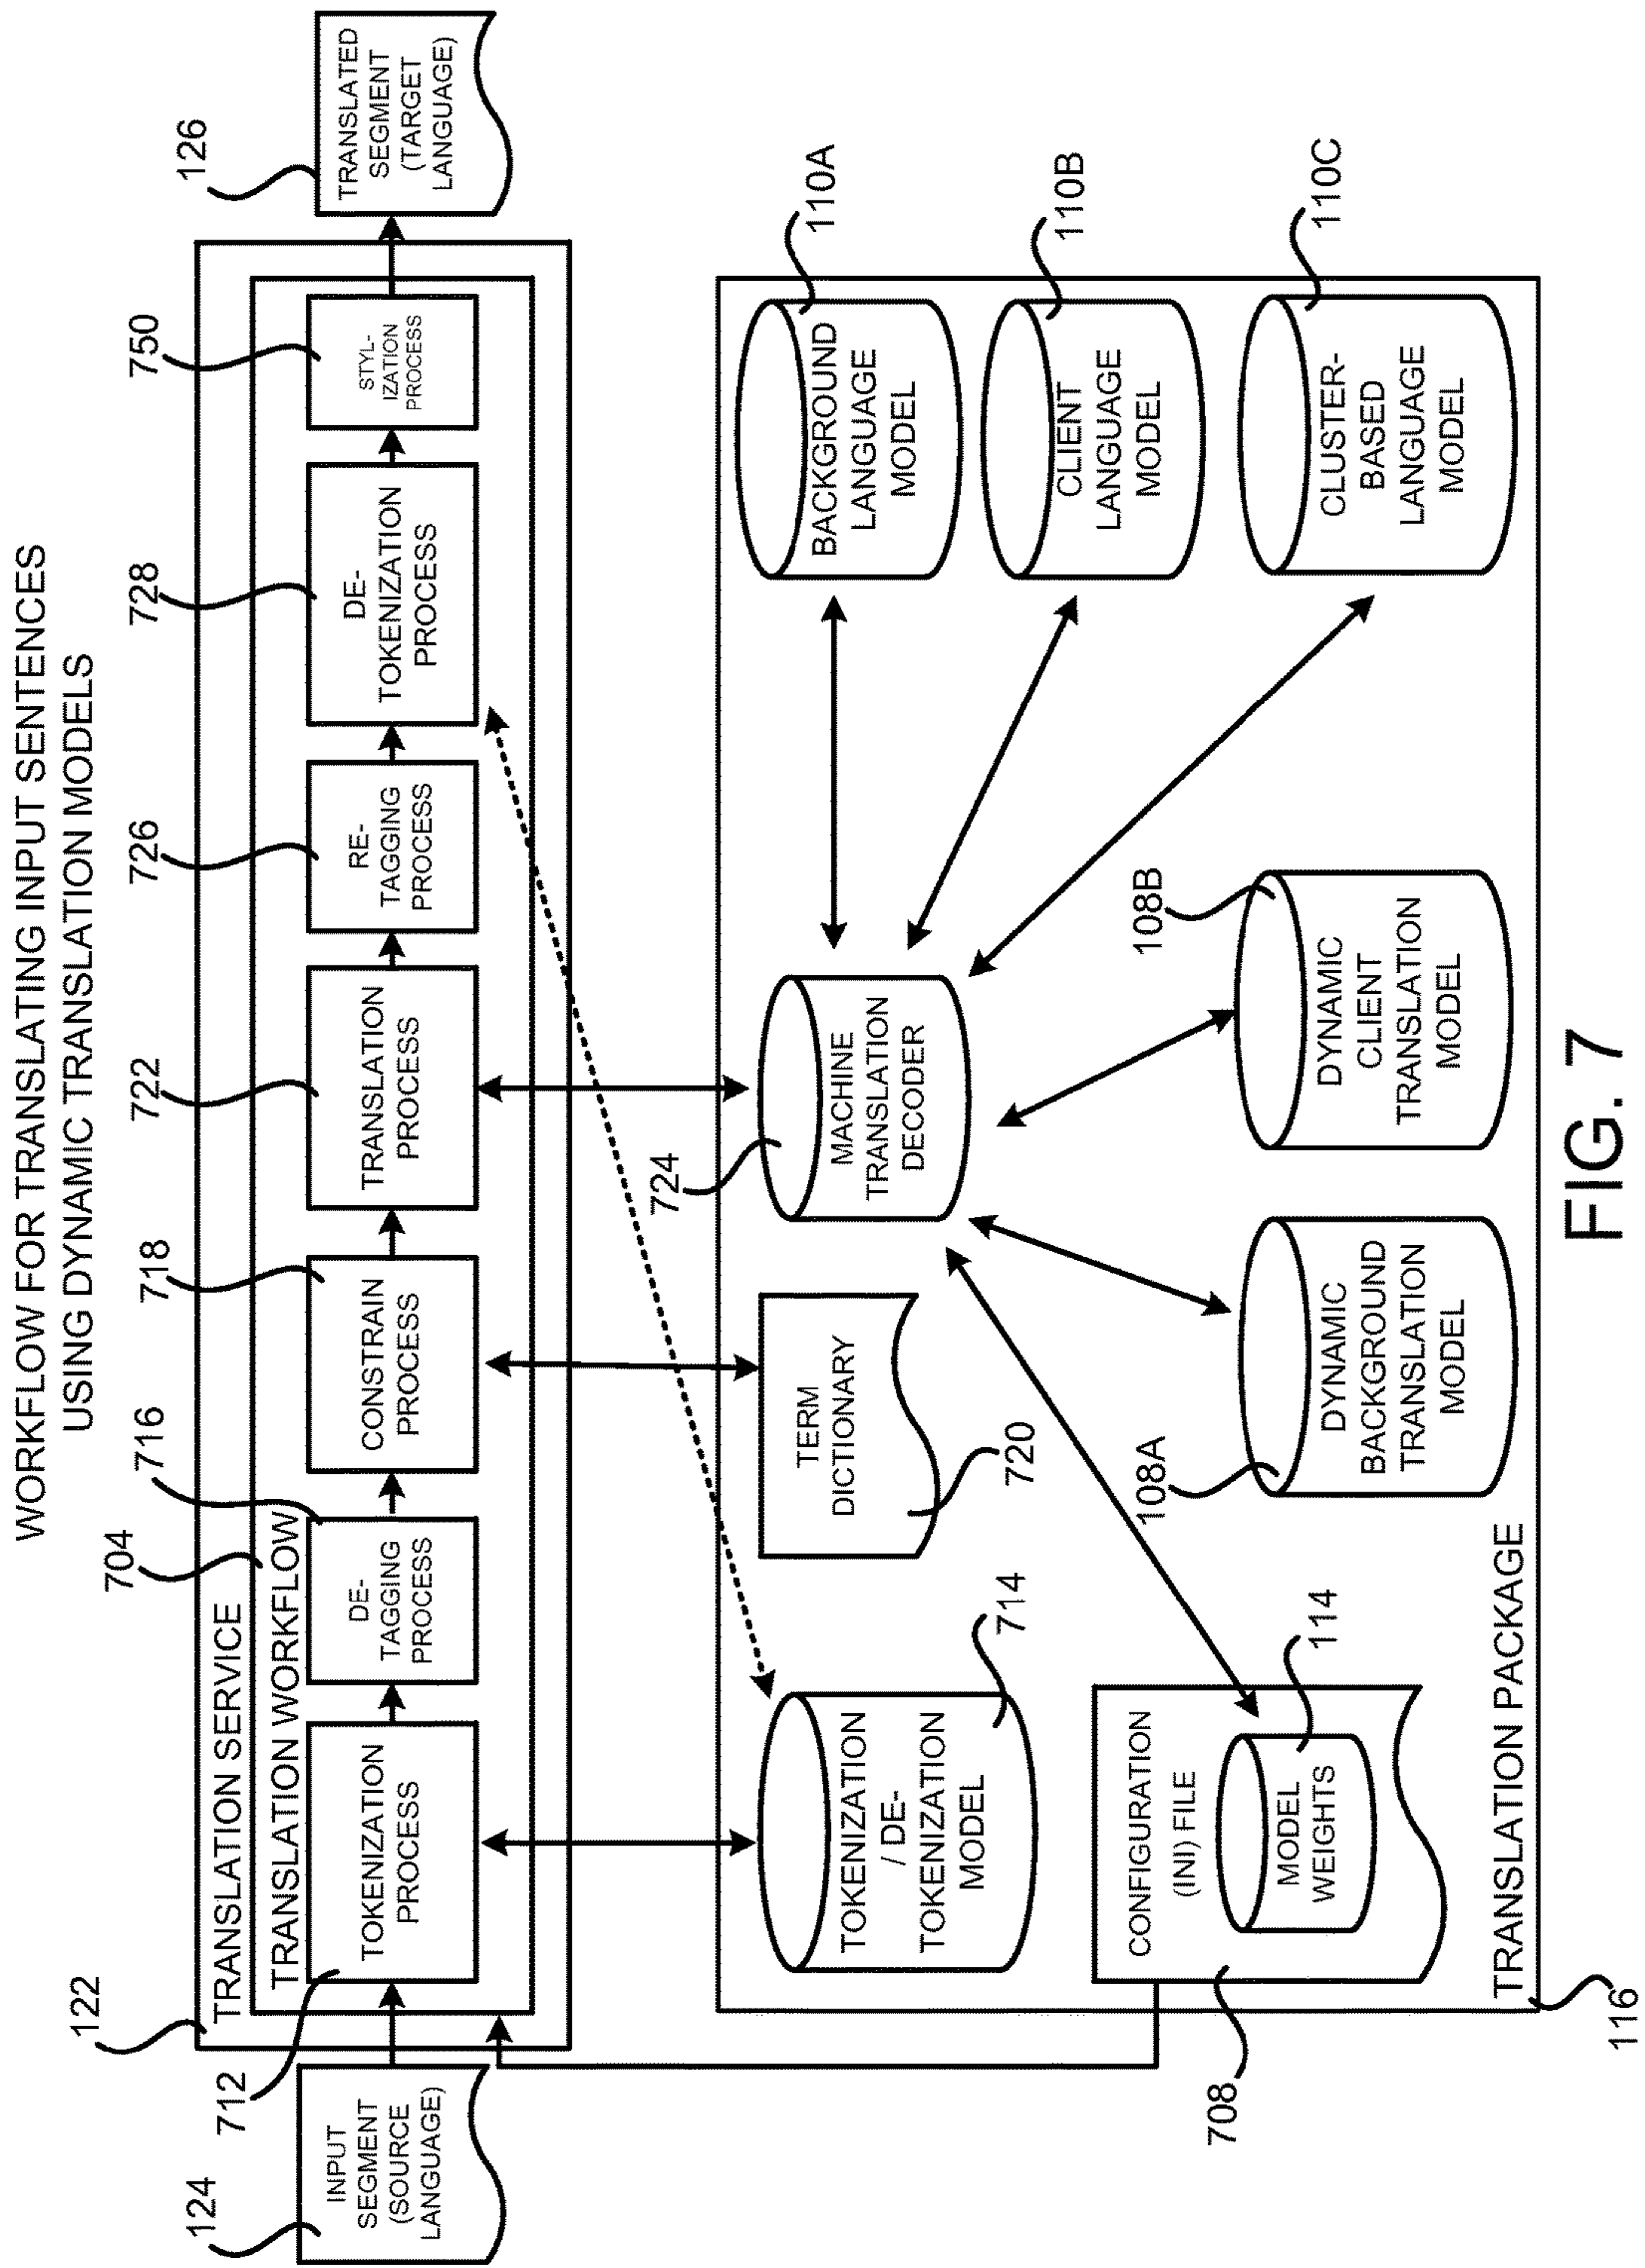 WORKFLOW FOR TRANSLATING INPUT SENTENCES
USING DYNAMIC TRANSLATION MODELS
122
TRANSLATION SERVICE
704
TRANSLATION WORKFLOW
124
INPUT
SEGMENT
(SOURCE
LANGUAGE)
712
TOKENIZATION
PROCESS
716
DE-
TAGGING
PROCESS
718
CONSTRAIN
PROCESS
722
TRANSLATION
PROCESS
726
RE-
TAGGING
PROCESS
728
DE-
TOKENIZATION
PROCESS
750
STYL-
IZATION
PROCESS
126
TRANSLATED
SEGMENT
(TARGET
LANGUAGE)
TOKENIZATION
/ DE-
TOKENIZATION
MODEL
714
TERM
DICTIONARY
720
724
MACHINE
TRANSLATION
DECODER
BACKGROUND
LANGUAGE
MODEL
110A
CLIENT
LANGUAGE
MODEL
110B
CLUSTER-
BASED
LANGUAGE
MODEL
110C
708
CONFIGURATION
(INI) FILE
MODEL
WEIGHTS
114
108A
DYNAMIC
BACKGROUND
TRANSLATION
MODEL
108B
DYNAMIC
CLIENT
TRANSLATION
MODEL
TRANSLATION PACKAGE
116
FIG. 7